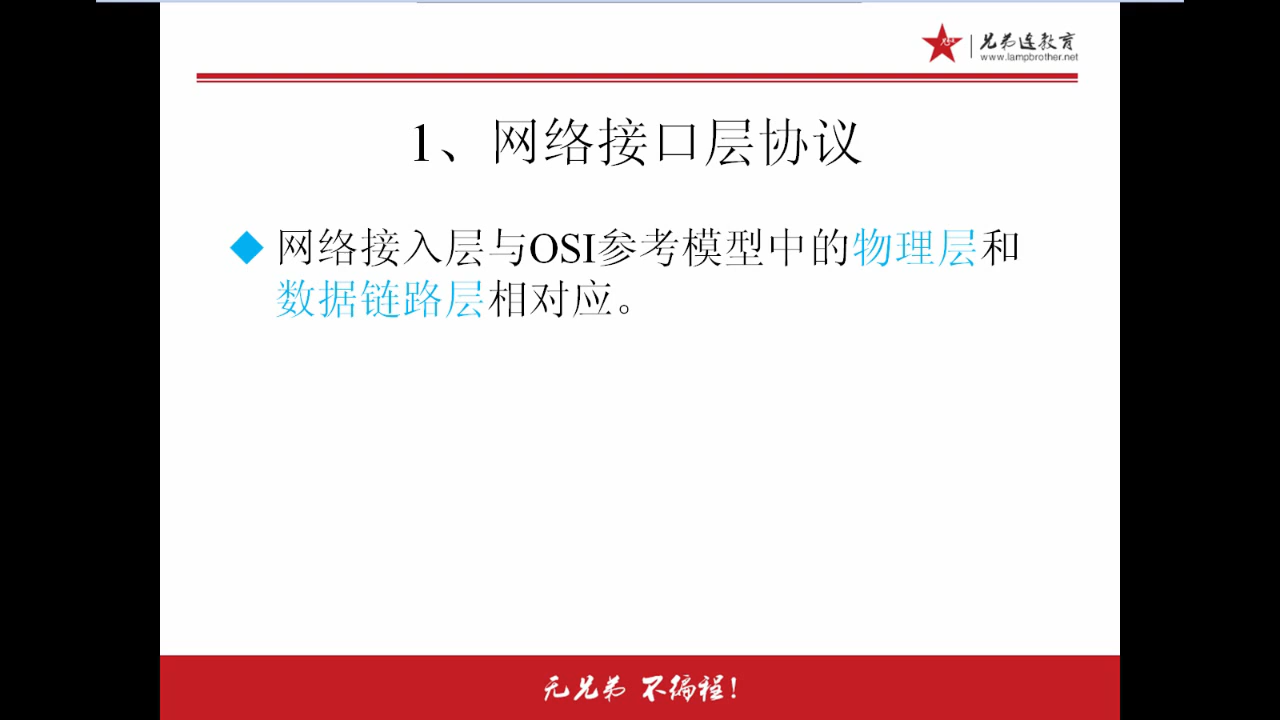 兄弟连教育
www.lampbrother.net
1、网络接口层协议
网络接入层与OSI参考模型中的物理层和
数据链路层相对应。
无兄弟 不编程!